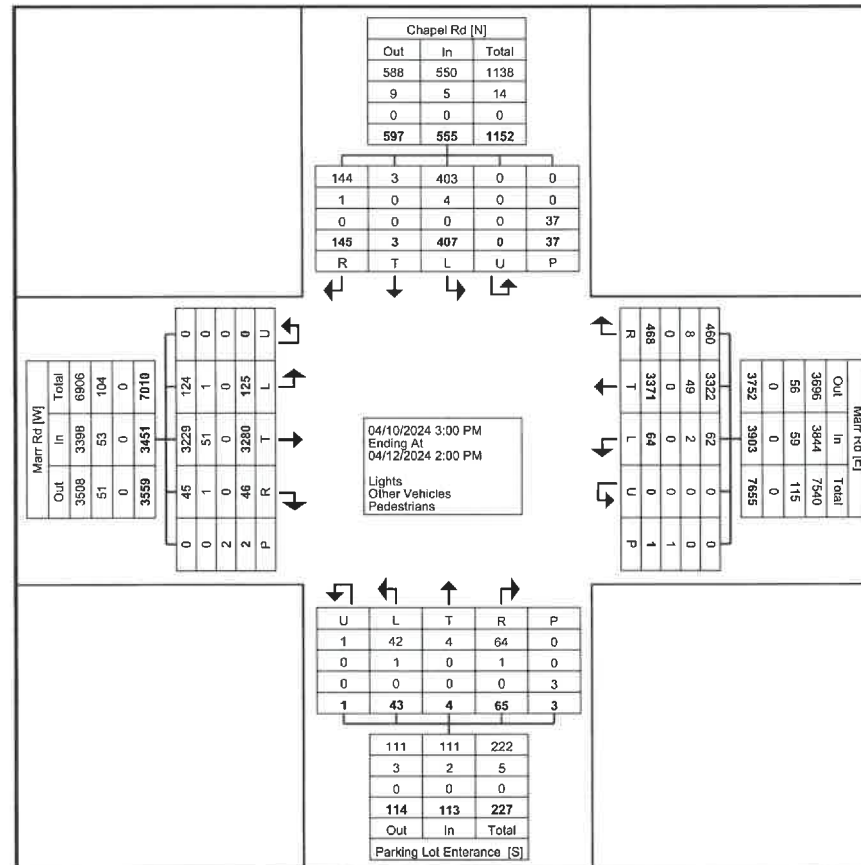 Chapel Rd [N]
Out In Total
588 550 1138
9 5 14
0 0 0
597 555 1152
144 3 403 0 0
1 0 4 0 0
0 0 0 0 37
145 3 407 0 37
R T L U P
Marr Rd [W]
Total 6906 104 0 7010
In 3398 53 0 3451
Out 3508 51 0 3559
0 0 0 0 U
124 1 0 125 L
3229 51 0 3280 T
45 1 0 46 R
0 0 2 2 P
04/10/2024 3:00 PM
Ending At
04/12/2024 2:00 PM
Lights
Other Vehicles
Pedestrians
R 468 0 8 460
T 3371 0 49 3322
L 64 0 2 62
U 0 0 0 0
P 1 1 0 0
3752 0 56 3696 Out
3903 0 59 3844 In
7655 0 115 7540 Total
Marr Rd [E]
U L T R P
1 42 4 64 0
0 1 0 1 0
0 0 0 0 3
1 43 4 65 3
111 111 222
3 2 5
0 0 0
114 113 227
Out In Total
Parking Lot Enterance [S]